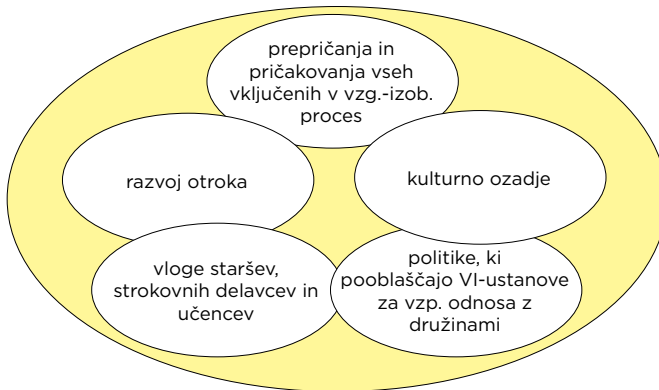 prepričanja in
pričakovanja vseh
vključenih v vzg.-izob.
proces
razvoj otroka
kulturno ozadje
vloge staršev,
strokovnih delavcev in
učencev
politike, ki
pooblaščajo VI-ustanove
za vzp. odnosa z
družinami